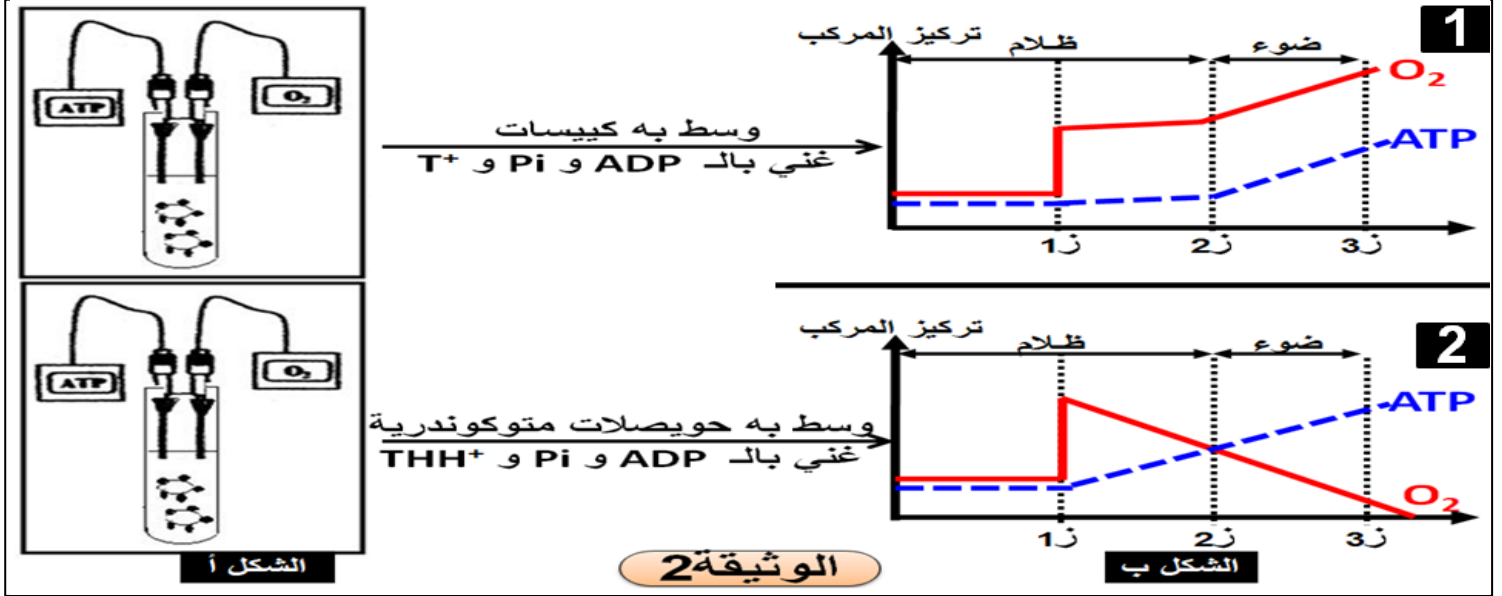 1
تركيز المركب
ظلام
ضوء
O₂
ATP
ز1
ز2
ز3
ATP
O₂
وسط به كييسات
غني بالـ ADP و Pi و T⁺
2
تركيز المركب
ظلام
ضوء
ATP
O₂
ز1
ز2
ز3
ATP
O₂
وسط به حويصلات متوكوندرية
غني بالـ ADP و Pi و THH⁺
الشكل ب
الوثيقة2
الشكل أ